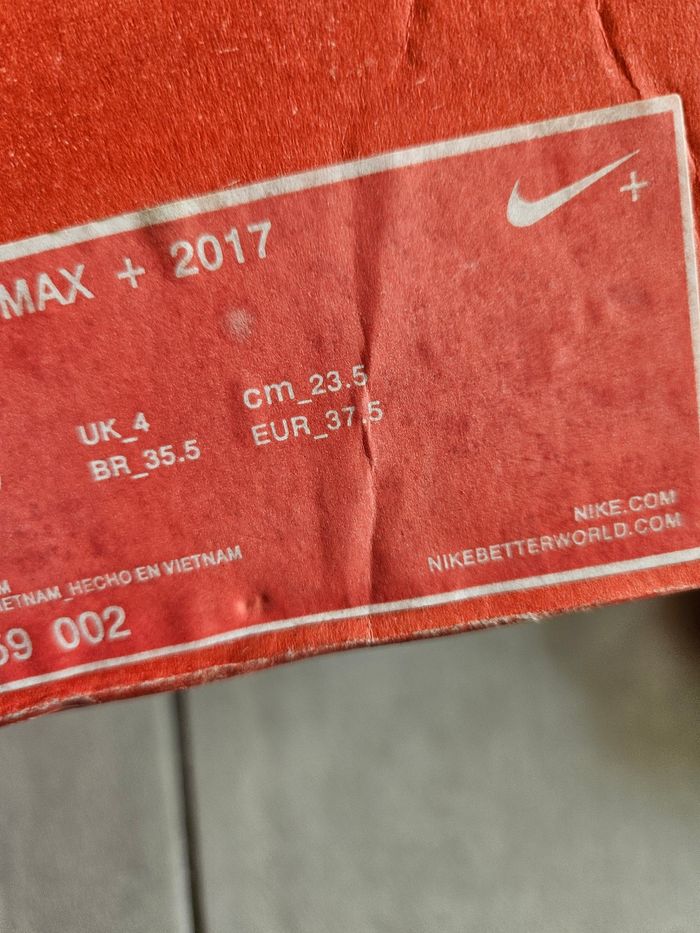 MAX + 2017
+
UK_4 cm_23.5
BR_35.5 EUR_37.5
NIKE.COM
HECHO EN VIETNAM NIKEBETTERWORLD.COM
002